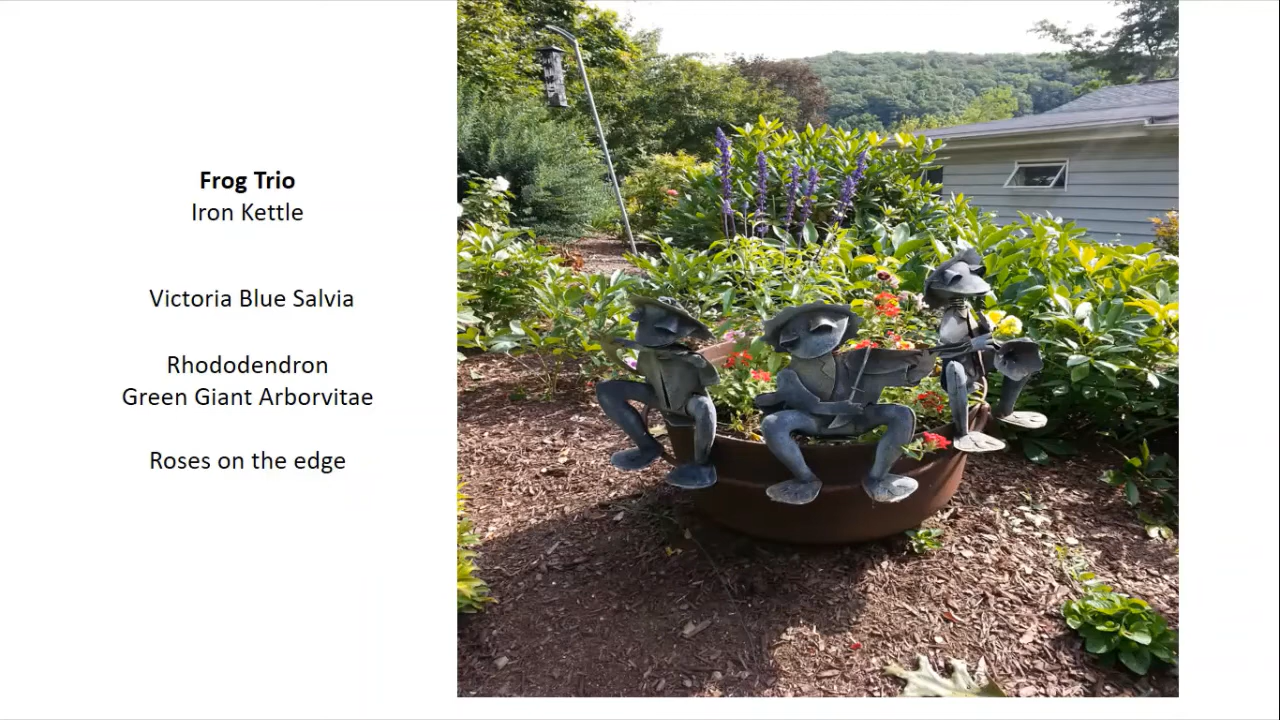 Frog Trio
Iron Kettle
Victoria Blue Salvia
Rhododendron
Green Giant Arborvitae
Roses on the edge